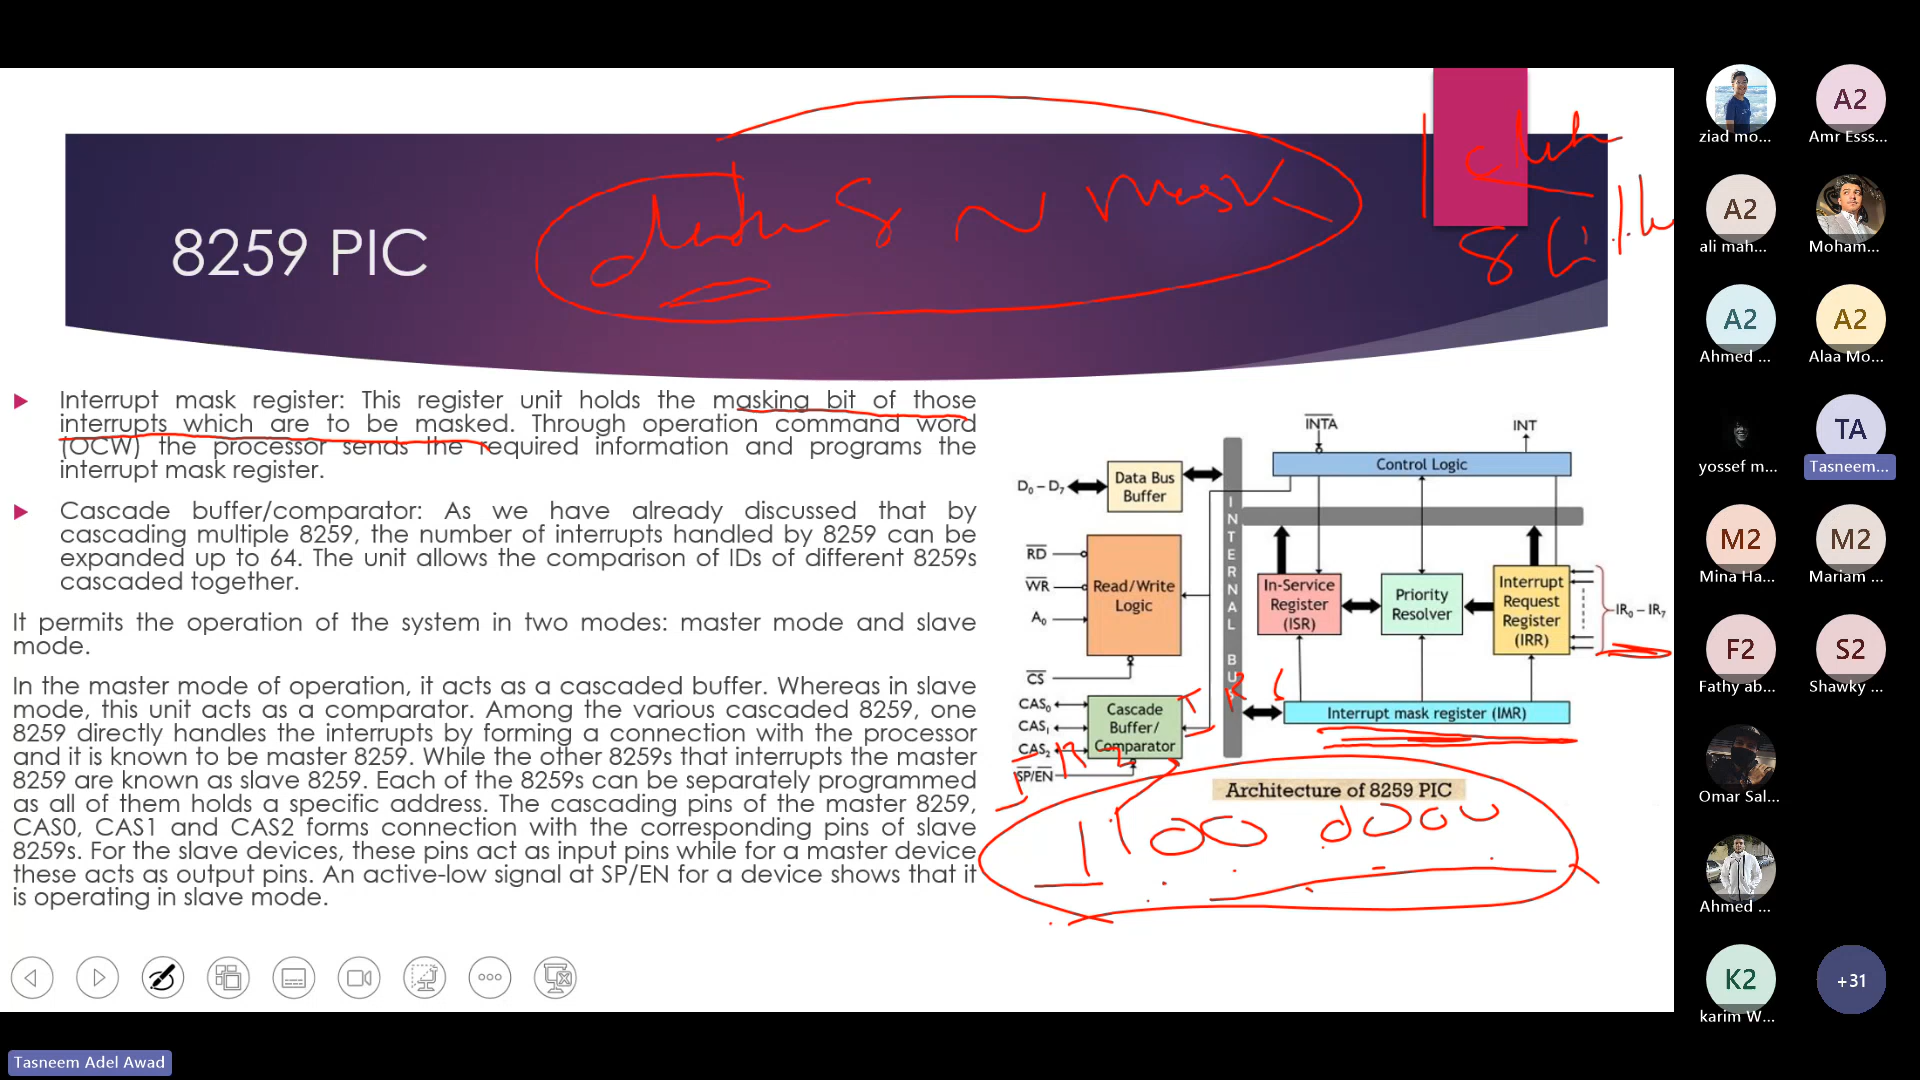 8259 PIC
mask
8
Interrupt mask register: This register unit holds the masking bit of those
interrupts which are to be masked. Through operation command word
(OCW) the processor sends the required information and programs the
interrupt mask register.
Cascade buffer/comparator: As we have already discussed that by
cascading multiple 8259, the number of interrupts handled by 8259 can be
expanded up to 64. The unit allows the comparison of IDs of different 8259s
cascaded together.
It permits the operation of the system in two modes: master mode and slave
mode.
In the master mode of operation, it acts as a cascaded buffer. Whereas in slave
mode, this unit acts as a comparator. Among the various cascaded 8259, one
8259 directly handles the interrupts by forming a connection with the processor
and it is known to be master 8259. While the other 8259s that interrupts the master
8259 are known as slave 8259. Each of the 8259s can be separately programmed
as all of them holds a specific address. The cascading pins of the master 8259,
CAS0, CAS1 and CAS2 forms connection with the corresponding pins of slave
8259s. For the slave devices, these pins act as input pins while for a master device
these acts as output pins. An active-low signal at SP/EN for a device shows that it
is operating in slave mode.
INTA
INT
Control Logic
D₀ – D₇
Data Bus
Buffer
INTERNAL BUS
RD
WR
A₀
CS
Read/Write
Logic
In-Service
Register
(ISR)
Priority
Resolver
Interrupt
Request
Register
(IRR)
IR₀ – IR₇
CAS₀
CAS₁
CAS₂
SP/EN
Cascade
Buffer/
Comparator
Interrupt mask register (IMR)
Architecture of 8259 PIC
1100 0000
ziad mo...
A2
Amr Esss...
A2
ali mah...
Moham...
A2
Ahmed ...
A2
Alaa Mo...
yossef m...
TA
Tasneem...
M2
Mina Ha...
M2
Mariam ...
F2
Fathy ab...
S2
Shawky ...
Omar Sal...
Ahmed ...
K2
karim W...
+31
Tasneem Adel Awad